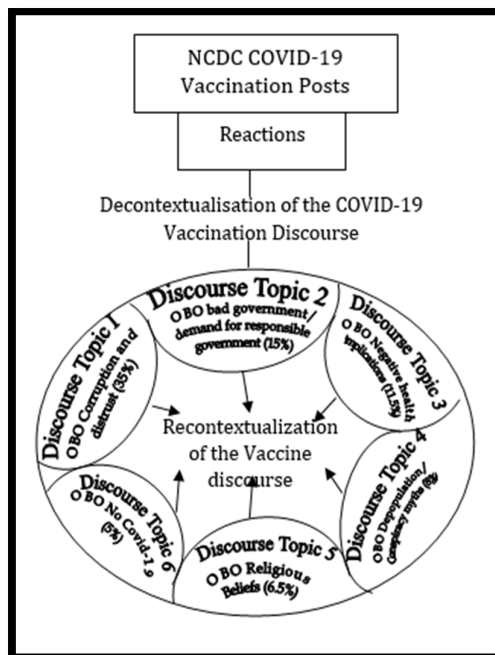 NCDC COVID-19
Vaccination Posts
Reactions
Decontextualisation of the COVID-19
Vaccination Discourse
Discourse Topic 1
O BO Corruption and
distrust (35%)
Discourse Topic 2
O BO bad government/
demand for responsible
government (15%)
Discourse Topic 3
O BO Negative health
implications (11.5%)
Discourse Topic 4
O BO Depopulation/
Conspiracy myths (8%)
Discourse Topic 5
O BO Religious
Beliefs (6.5%)
Discourse Topic 6
O BO No Covid-19
(5%)
Recontextualization
of the Vaccine
discourse